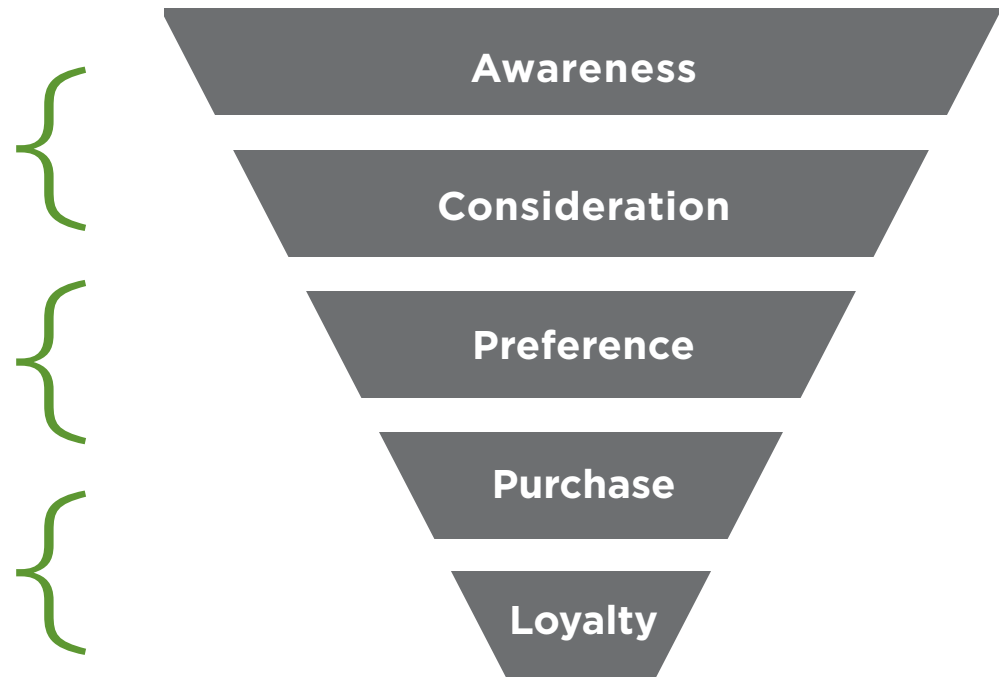 Awareness
Consideration
Preference
Purchase
Loyalty